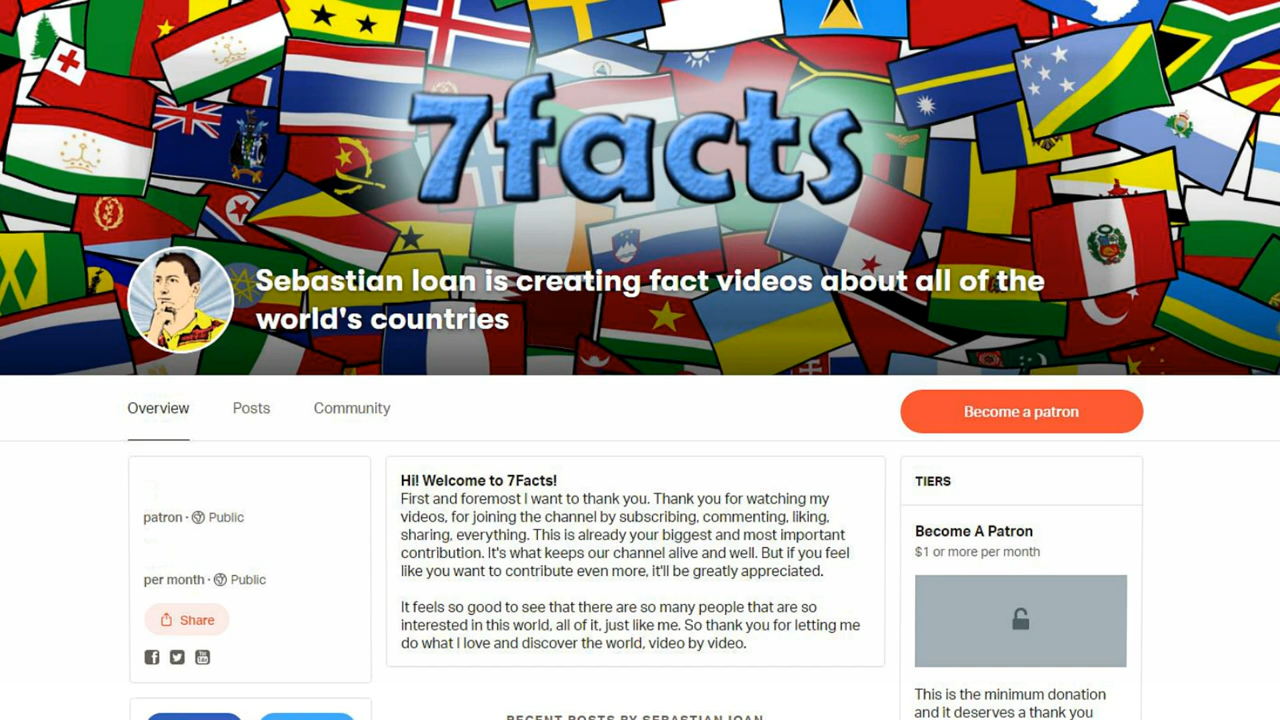 7facts
Sebastian Ioan is creating fact videos about all of the
world's countries
Overview
Posts
Community
Become a patron
patron · Public
per month · Public
Share
Hi! Welcome to 7Facts!
First and foremost I want to thank you. Thank you for watching my
videos, for joining the channel by subscribing, commenting, liking,
sharing, everything. This is already your biggest and most important
contribution. It's what keeps our channel alive and well. But if you feel
like you want to contribute even more, it'll be greatly appreciated.
It feels so good to see that there are so many people that are so
interested in this world, all of it, just like me. So thank you for letting me
do what I love and discover the world, video by video.
RECENT POSTS BY SEBASTIAN IOAN
TIERS
Become A Patron
$1 or more per month
This is the minimum donation
and it deserves a thank you